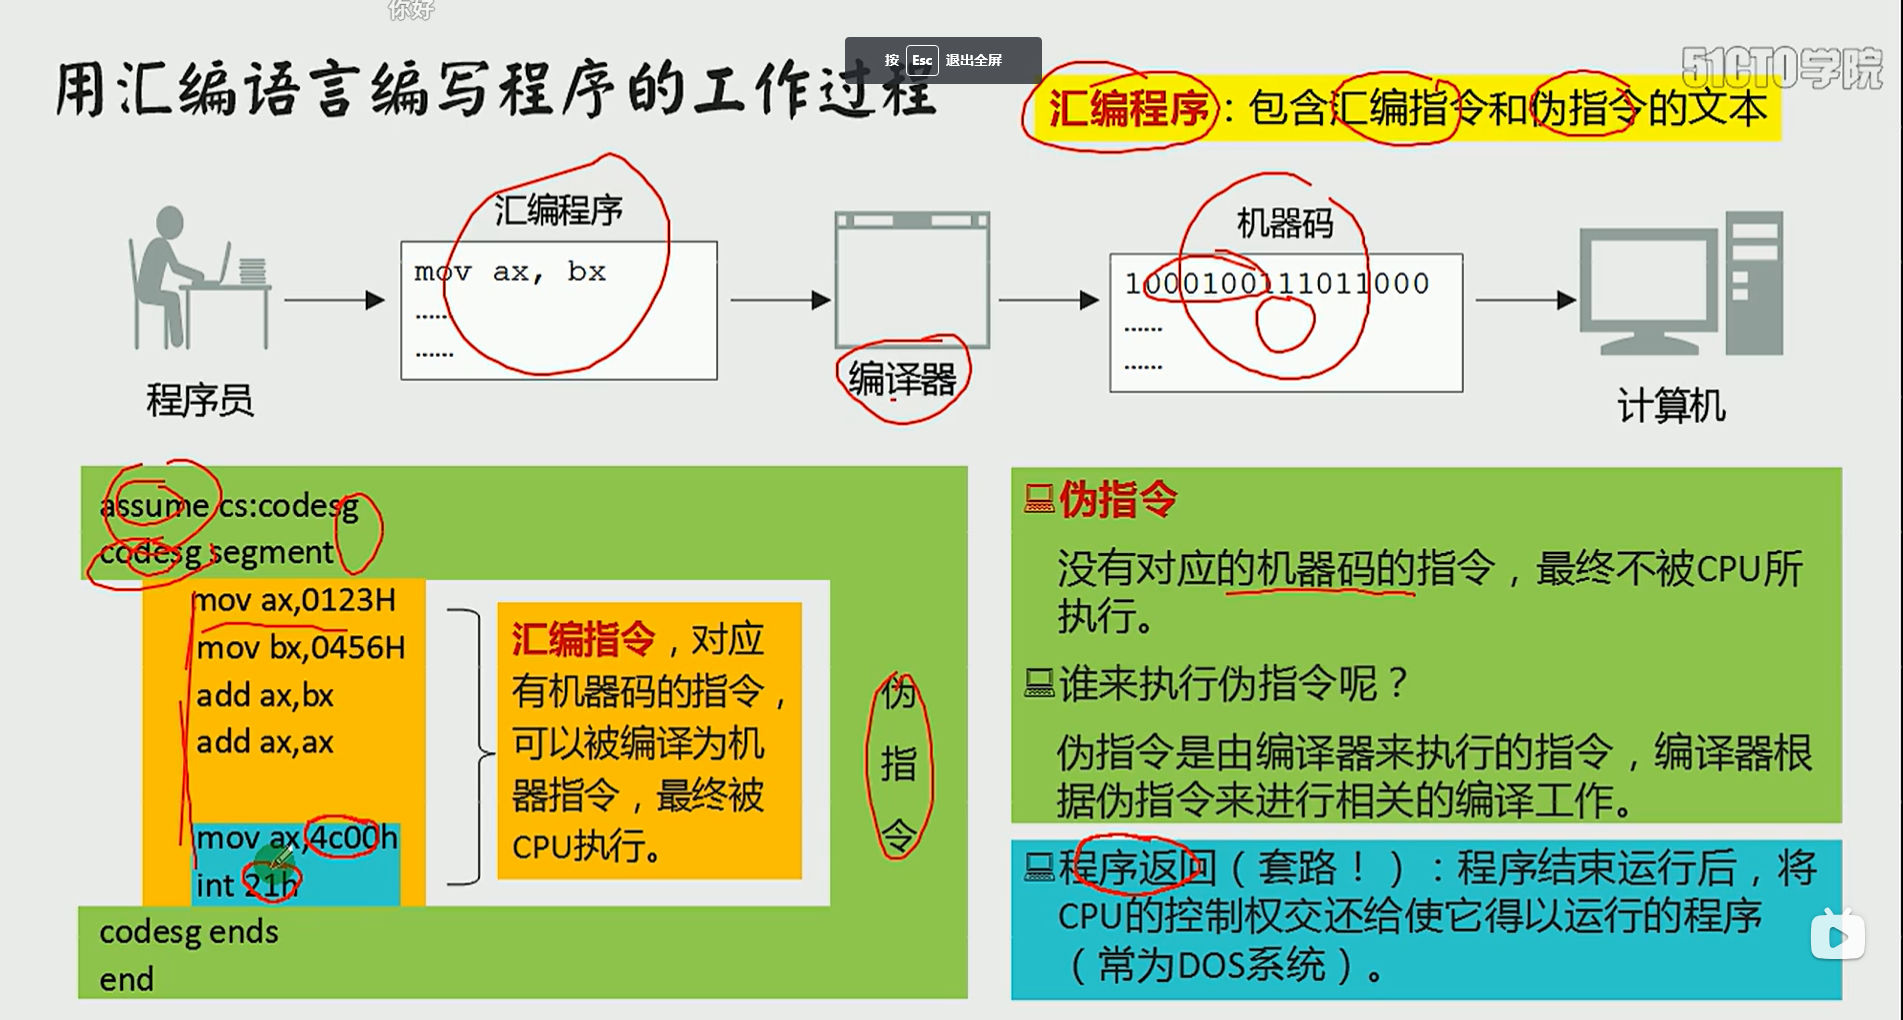 你好
按 Esc 退出全屏
51CTO学院
用汇编语言编写程序的工作过程
汇编程序：包含汇编指令和伪指令的文本
汇编程序
mov ax, bx
......
......
机器码
1000100111011000
......
......
程序员
编译器
计算机
assume cs:codesg
codesg segment
mov ax,0123H
mov bx,0456H
add ax,bx
add ax,ax
mov ax,4c00h
int 21h
codesg ends
end
汇编指令，对应
有机器码的指令，
可以被编译为机
器指令，最终被
CPU执行。
伪
指
令
伪指令
没有对应的机器码的指令，最终不被CPU所
执行。
谁来执行伪指令呢？
伪指令是由编译器来执行的指令，编译器根
据伪指令来进行相关的编译工作。
程序返回（套路！）：程序结束运行后，将
CPU的控制权交还给使它得以运行的程序
（常为DOS系统）。